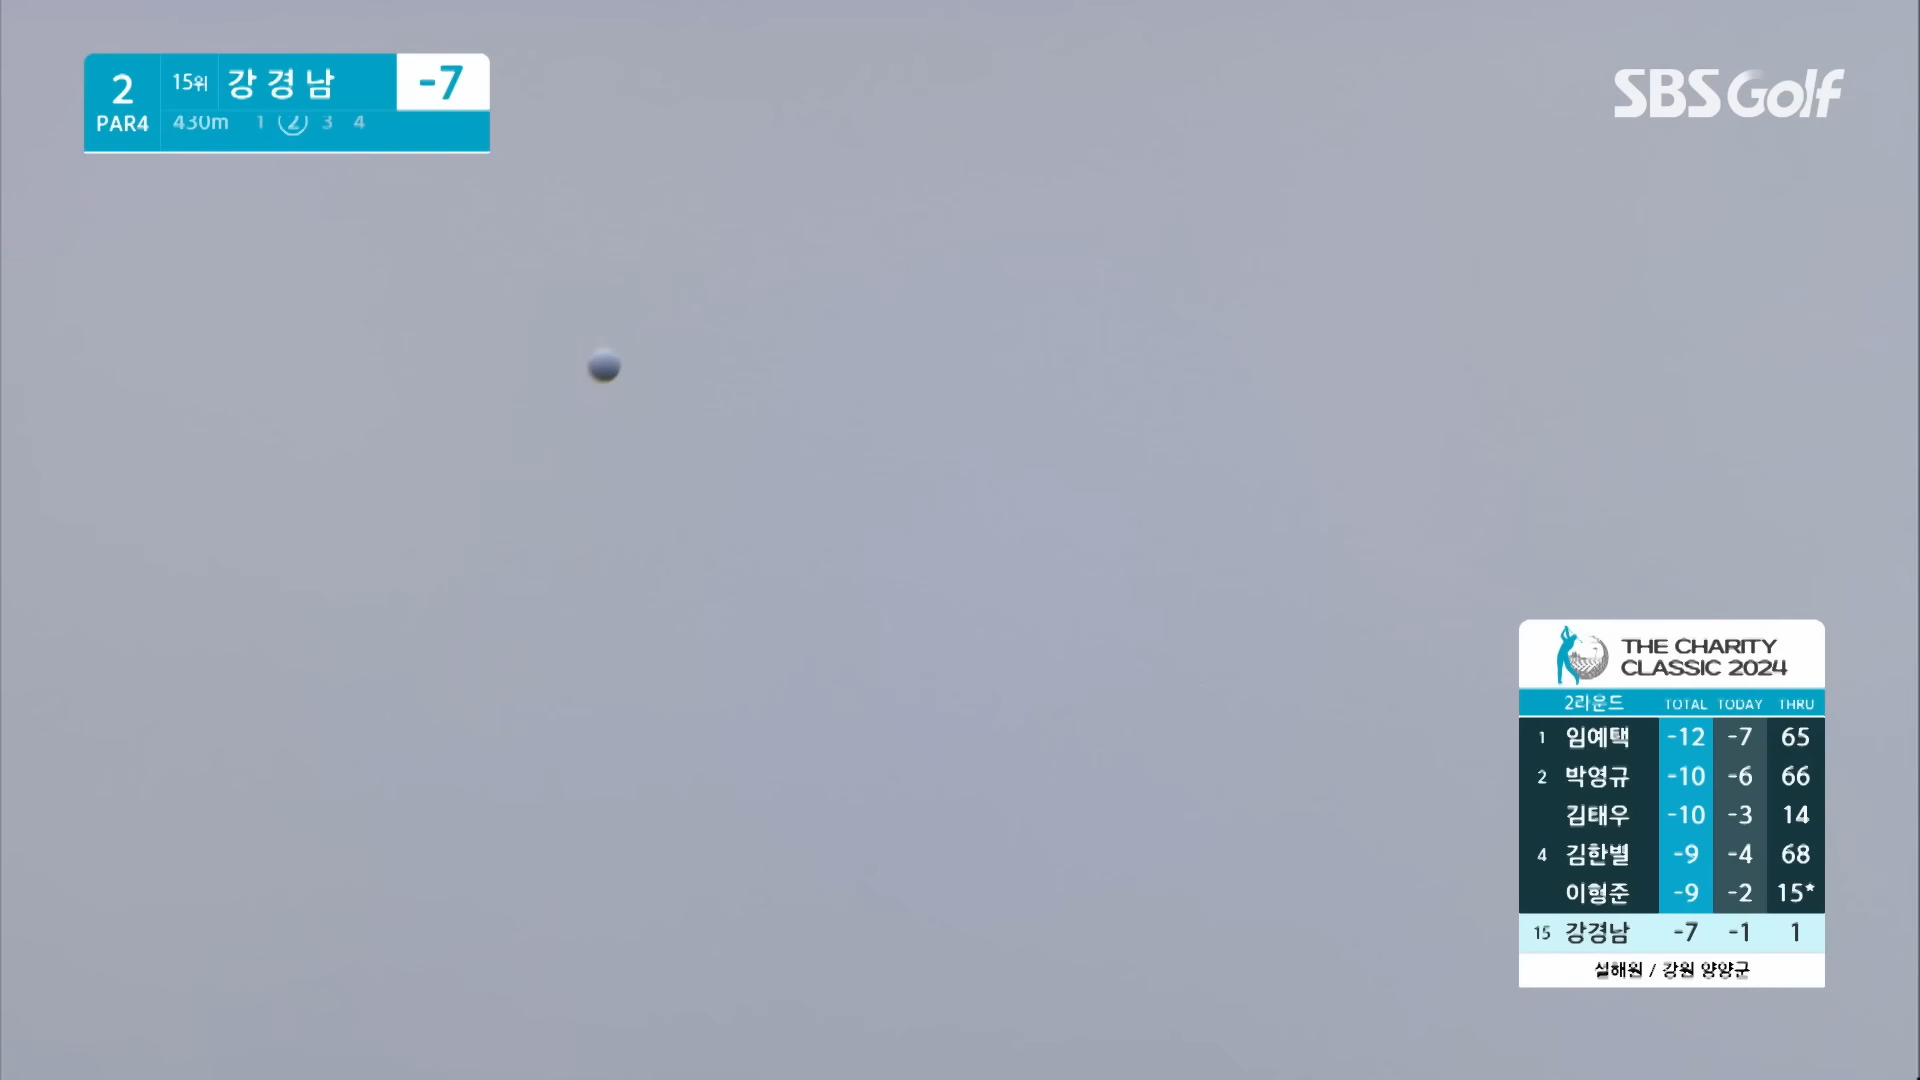 2 15위 강경남 -7
PAR4 430m 1 2 3 4
SBS Golf
THE CHARITY
CLASSIC 2024
2라운드 TOTAL TODAY THRU
1 임예택 -12 -7 65
2 박영규 -10 -6 66
김태우 -10 -3 14
4 김한별 -9 -4 68
이형준 -9 -2 15*
15 강경남 -7 -1 1
설해원 / 강원 양양군